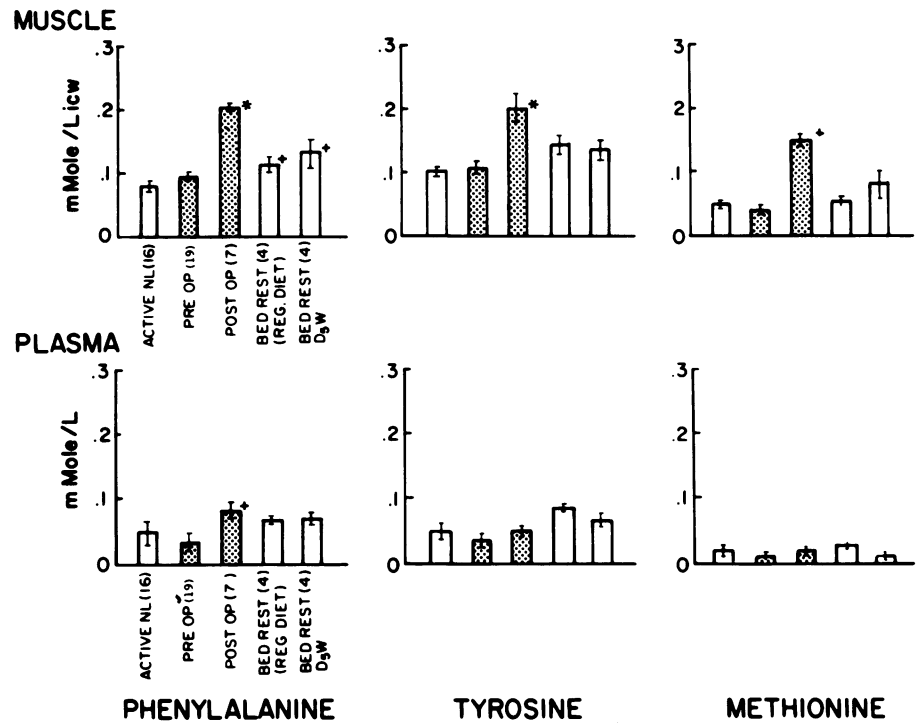 MUSCLE
m Mole / L icw
.3
.2
.1
0
*
+
+
.3
.2
.1
0
*
.3
.2
.1
0
+
ACTIVE NL (16)
PRE OP (19)
POST OP (7)
BED REST (4)
(REG. DIET)
BED REST (4)
D5W
PLASMA
m Mole/L
.3
.2
.1
0
+
.3
.2
.1
0
.3
.2
.1
0
ACTIVE NL (16)
PRE OP (19)
POST OP (7)
BED REST (4)
(REG DIET)
BED REST (4)
D5W
PHENYLALANINE
TYROSINE
METHIONINE